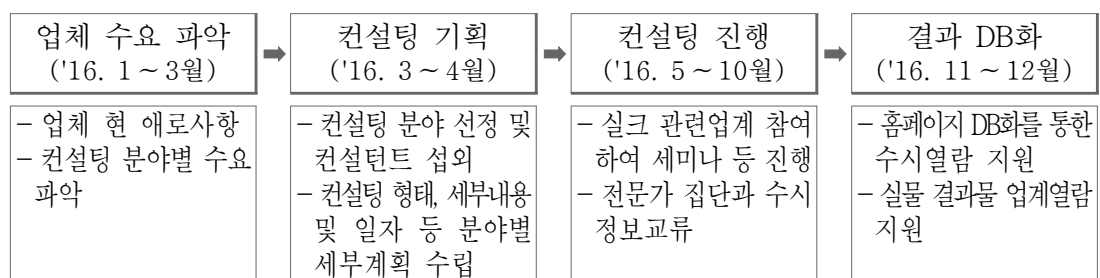 업체 수요 파악
('16. 1 ~ 3월)
➡
컨설팅 기획
('16. 3 ~ 4월)
➡
컨설팅 진행
('16. 5 ~ 10월)
➡
결과 DB화
('16. 11 ~ 12월)
- 업체 현 애로사항
- 컨설팅 분야별 수요
파악
- 컨설팅 분야 선정 및
컨설턴트 섭외
- 컨설팅 형태, 세부내용
및 일자 등 분야별
세부계획 수립
- 실크 관련업계 참여
하여 세미나 등 진행
- 전문가 집단과 수시
정보교류
- 홈페이지 DB화를 통한
수시열람 지원
- 실물 결과물 업계열람
지원